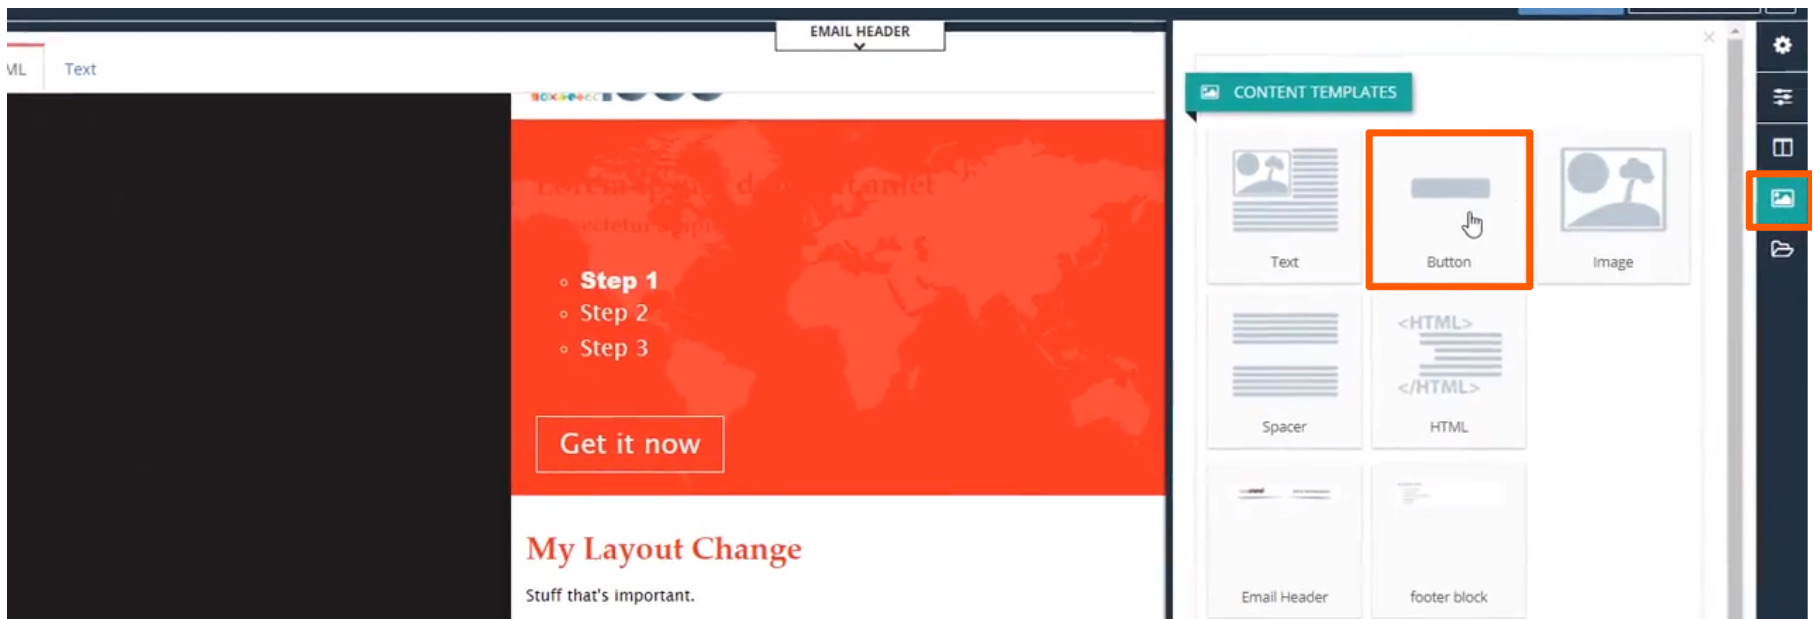 EMAIL HEADER
ML
Text
CONTENT TEMPLATES
Text
Button
Image
Step 1
Step 2
Step 3
<HTML>
</HTML>
Spacer
HTML
Get it now
My Layout Change
Stuff that's important.
Email Header
footer block